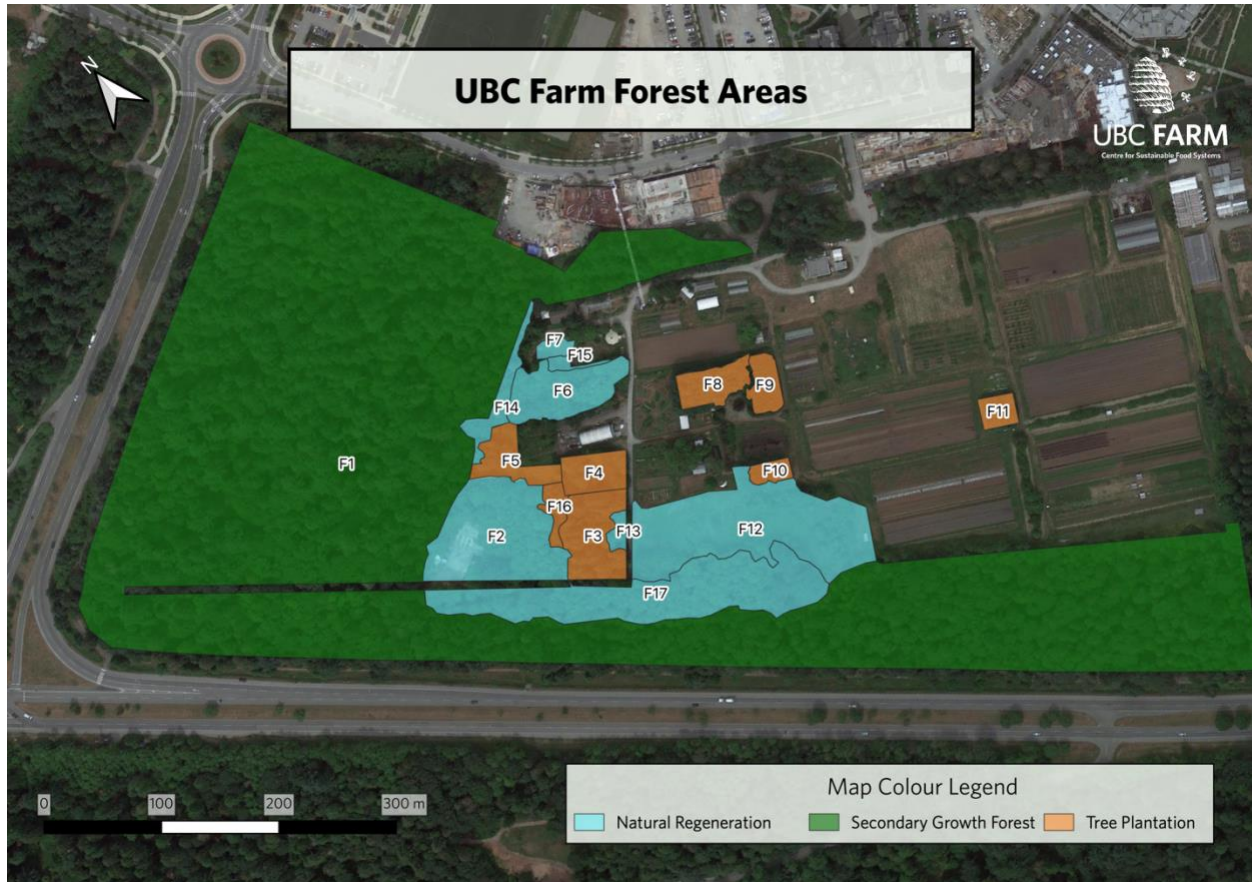 UBC Farm Forest Areas
N
UBC FARM
Centre for Sustainable Food Systems
F7
F15
F6
F8
F9
F14
F11
F1
F5
F4
F10
F16
F2
F3
F13
F12
F17
Map Colour Legend
0
100
200
300 m
Natural Regeneration
Secondary Growth Forest
Tree Plantation